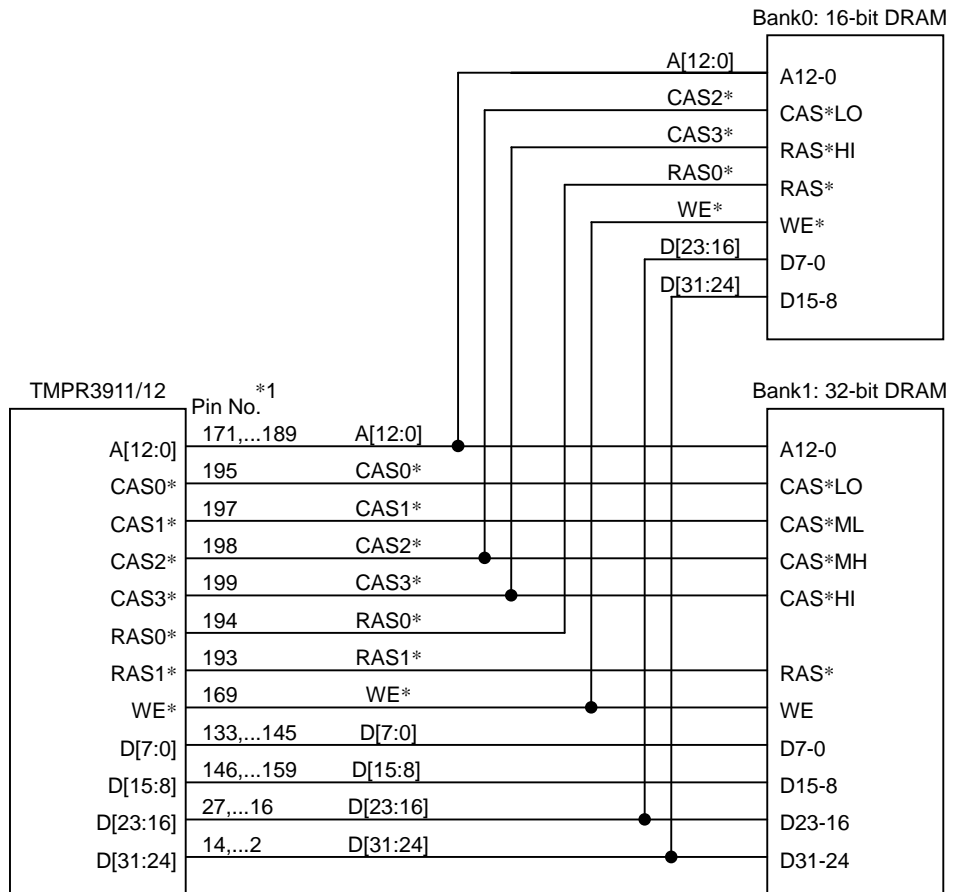 Bank0: 16-bit DRAM
A[12:0] A12-0
CAS2* CAS*LO
CAS3* RAS*HI
RAS0* RAS*
WE* WE*
D[23:16] D7-0
D[31:24] D15-8
TMPR3911/12 Pin No. *1 Bank1: 32-bit DRAM
A[12:0] 171,...189 A[12:0] A12-0
CAS0* 195 CAS0* CAS*LO
CAS1* 197 CAS1* CAS*ML
CAS2* 198 CAS2* CAS*MH
CAS3* 199 CAS3* CAS*HI
RAS0* 194 RAS0*
RAS1* 193 RAS1* RAS*
WE* 169 WE* WE
D[7:0] 133,...145 D[7:0] D7-0
D[15:8] 146,...159 D[15:8] D15-8
D[23:16] 27,...16 D[23:16] D23-16
D[31:24] 14,...2 D[31:24] D31-24